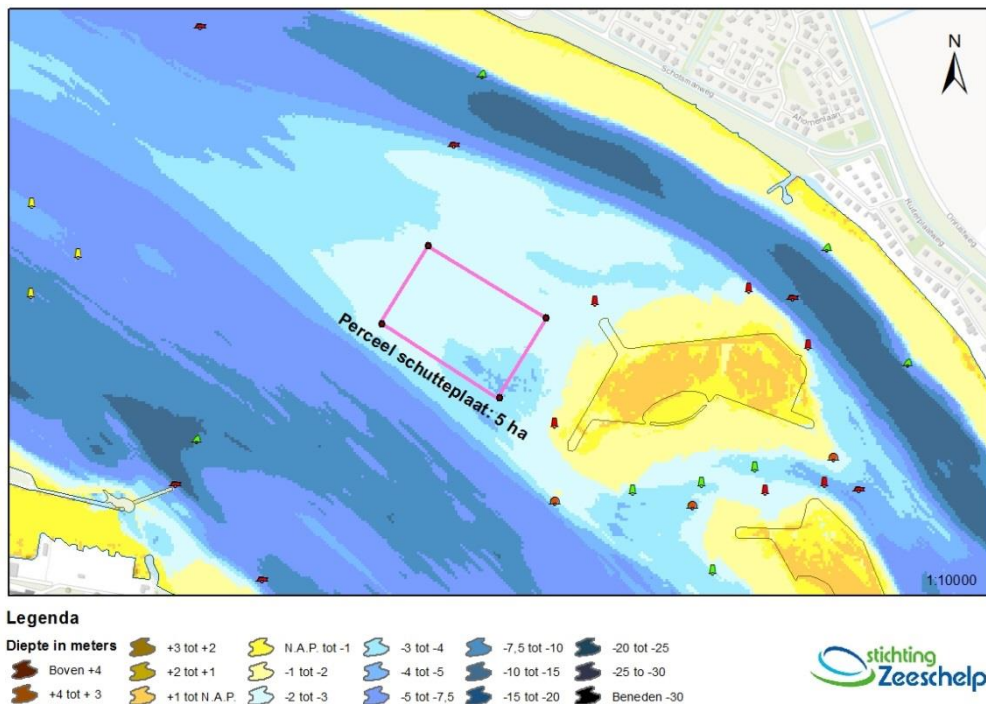 N
Schotsmanweg
Ahornenlaan
Ruiterplaatweg
Perceel schutteplaat: 5 ha
1:10000
Legenda
Diepte in meters
Boven +4
+4 tot + 3
+3 tot +2
+2 tot +1
+1 tot N.A.P.
N.A.P. tot -1
-1 tot -2
-2 tot -3
-3 tot -4
-4 tot -5
-5 tot -7,5
-7,5 tot -10
-10 tot -15
-15 tot -20
-20 tot -25
-25 to -30
Beneden -30
stichting
Zeeschelp